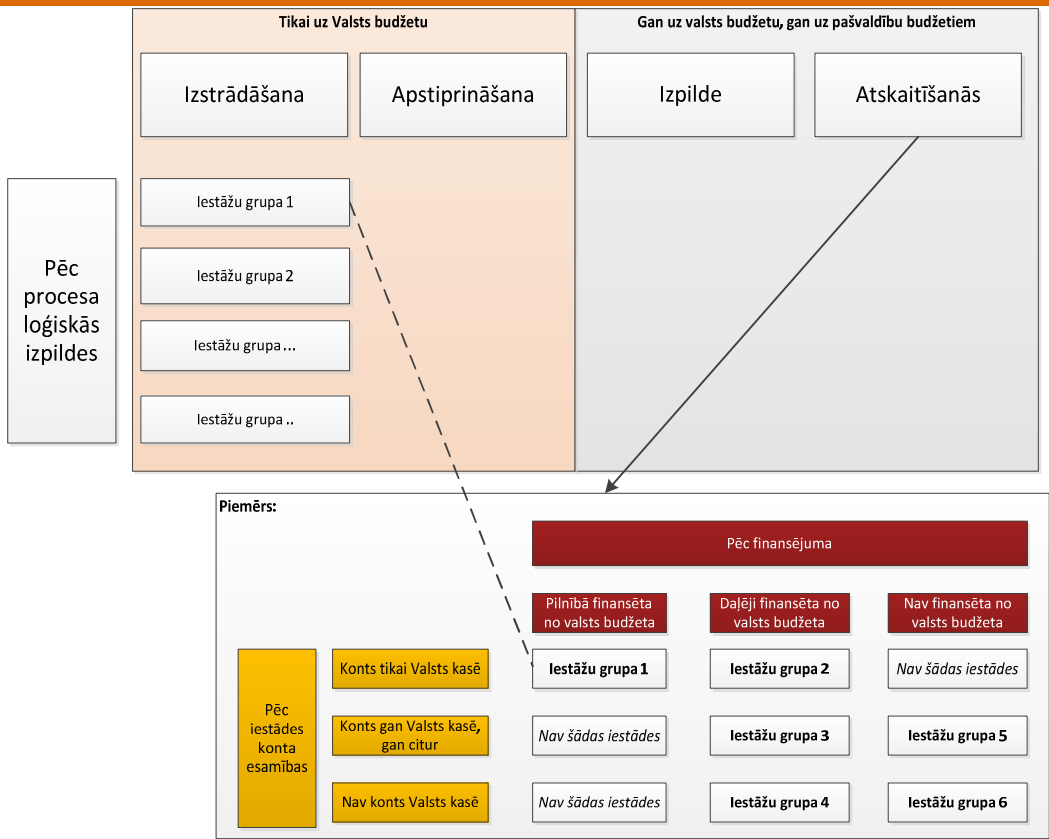 Tikai uz Valsts budžetu
Gan uz valsts budžetu, gan uz pašvaldību budžetiem
Izstrādāšana
Apstiprināšana
Izpilde
Atskaitīšanās
Pēc
procesa
loģiskās
izpildes
Iestāžu grupa 1
Iestāžu grupa 2
Iestāžu grupa ...
Iestāžu grupa ..
Piemērs:
Pēc finansējuma
Pilnībā finansēta
no valsts budžeta
Daļēji finansēta no
valsts budžeta
Nav finansēta no
valsts budžeta
Pēc
iestādes
konta
esamības
Konts tikai Valsts kasē
Iestāžu grupa 1
Iestāžu grupa 2
Nav šādas iestādes
Konts gan Valsts kasē,
gan citur
Nav šādas iestādes
Iestāžu grupa 3
Iestāžu grupa 5
Nav konts Valsts kasē
Nav šādas iestādes
Iestāžu grupa 4
Iestāžu grupa 6